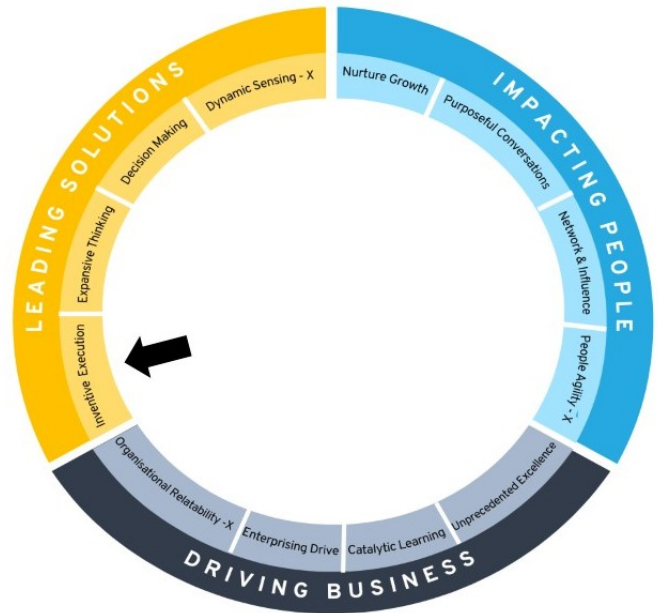 LEADING SOLUTIONS
Dynamic Sensing - X
Decision Making
Expansive Thinking
Inventive Execution
IMPACTING PEOPLE
Nurture Growth
Purposeful Conversations
Network & Influence
People Agility - X
DRIVING BUSINESS
Organisational Relatability -X
Enterprising Drive
Catalytic Learning
Unprecedented Excellence